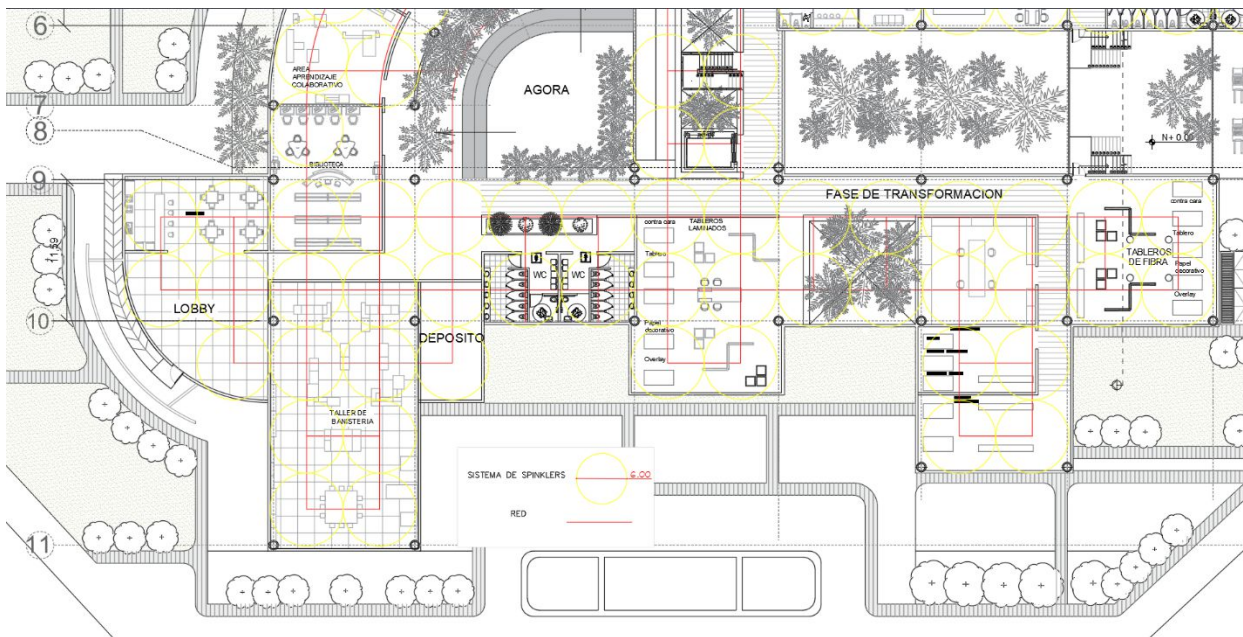 6
7
8
9
10
11
AREA
APRENDIZAJE
COLABORATIVO
AGORA
BIBLIOTECA
N+ 0.00
FASE DE TRANSFORMACION
contra cara
TABLEROS
LAMINADOS
Tablero
Papel
decorativo
Overlay
contra cara
Tablero
TABLEROS
DE FIBRA
Papel
decorativo
Overlay
WC
WC
LOBBY
DEPOSITO
TALLER DE
SISTEMA DE SPINKLERS
6.00
RED